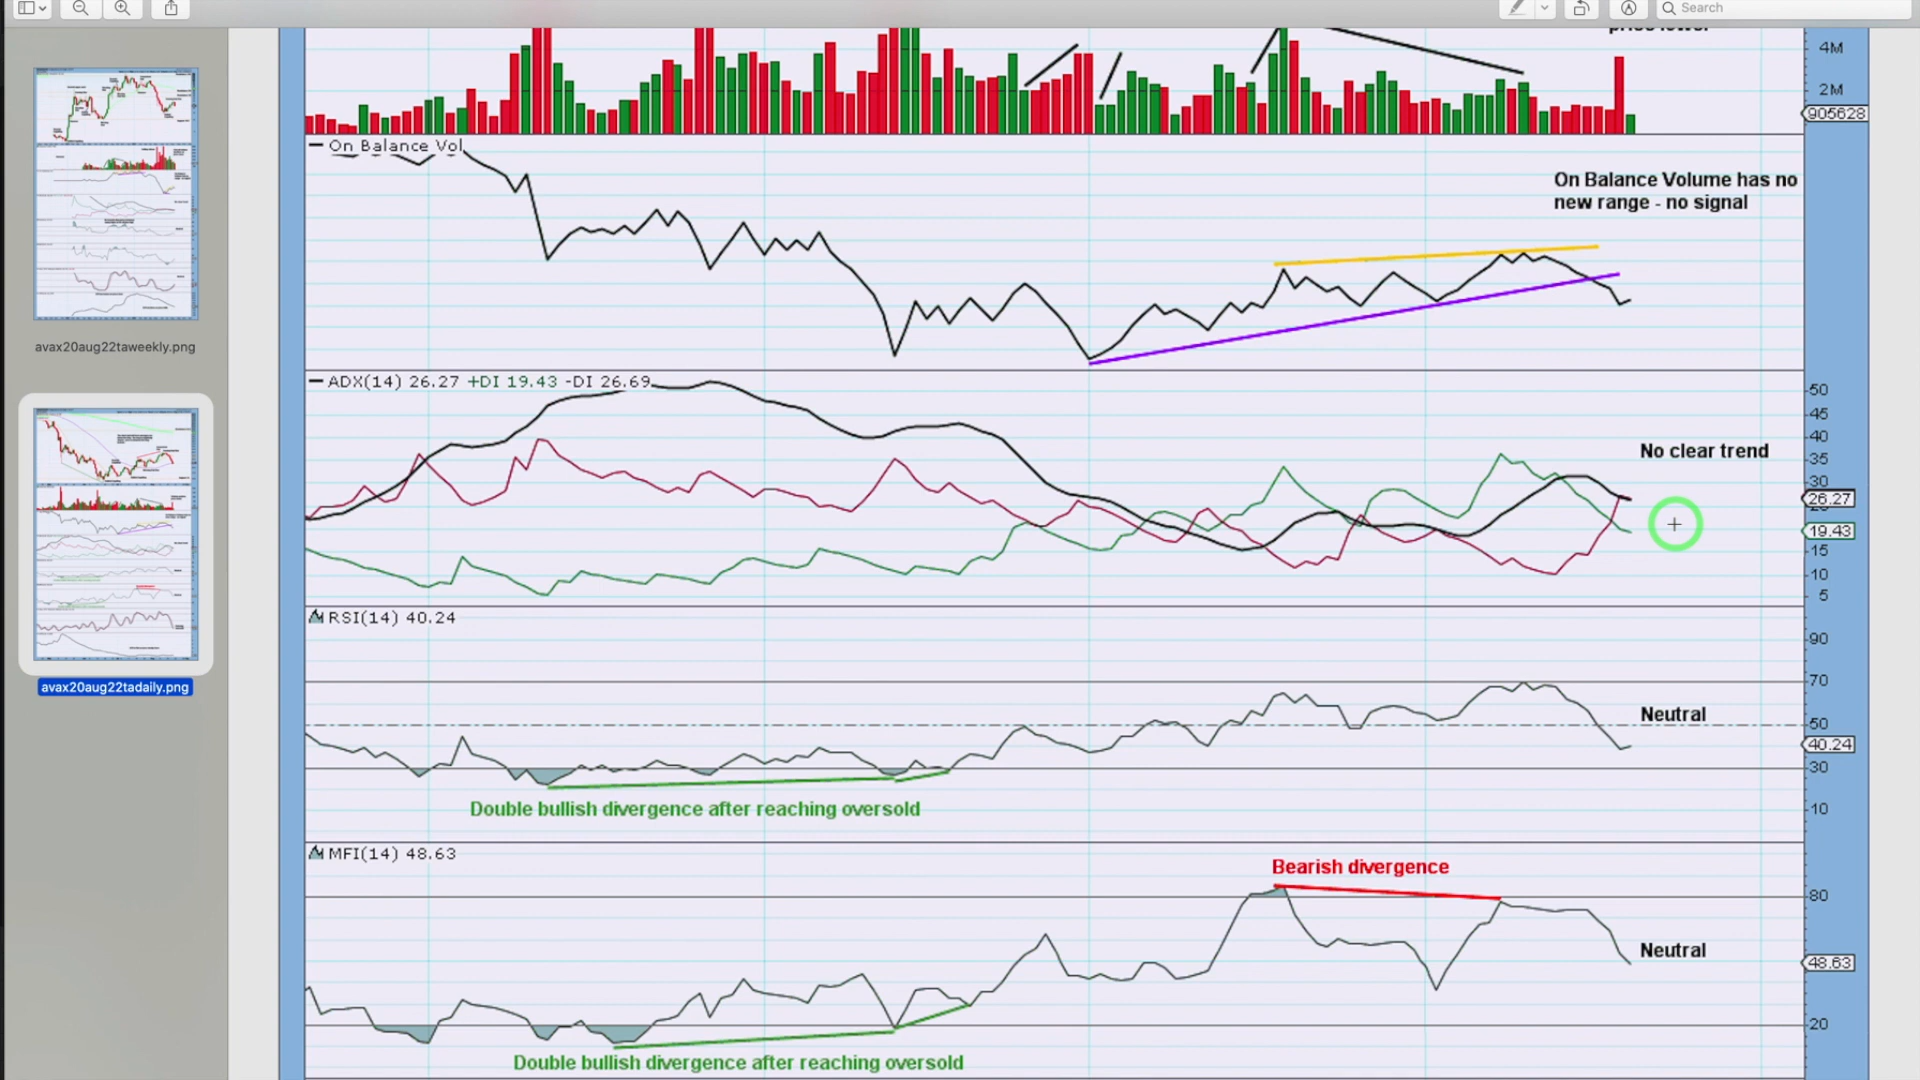 Search
4M
2M
905628
On Balance Vol
On Balance Volume has no
new range - no signal
ADX(14) 26.27 +DI 19.43 -DI 26.69
50
45
40
35
30
26.27
19.43
15
10
5
No clear trend
RSI(14) 40.24
90
70
50
40.24
30
10
Neutral
Double bullish divergence after reaching oversold
MFI(14) 48.63
Bearish divergence
80
Neutral
48.63
20
Double bullish divergence after reaching oversold
avax20aug22taweekly.png
avax20aug22tadaily.png